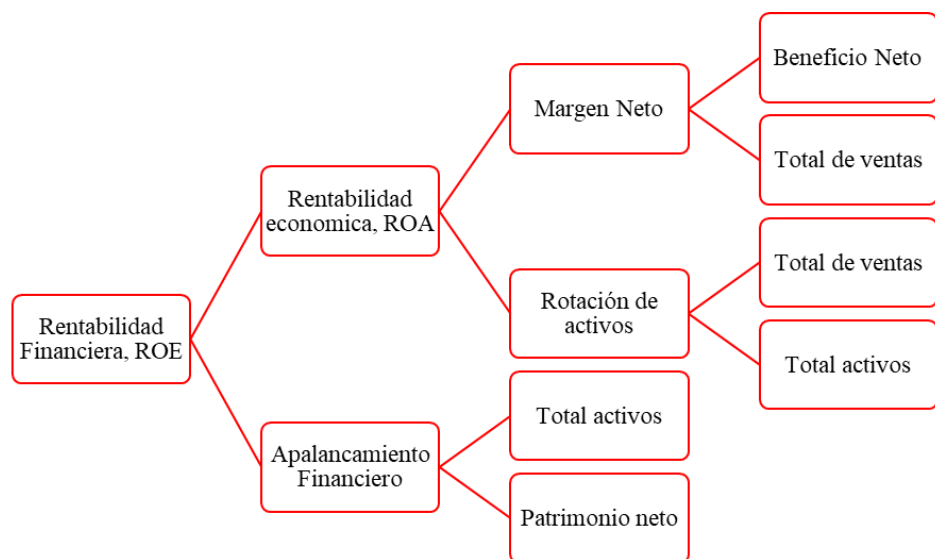 Beneficio Neto
Margen Neto
Total de ventas
Rentabilidad
economica, ROA
Total de ventas
Rotación de
activos
Total activos
Rentabilidad
Financiera, ROE
Total activos
Apalancamiento
Financiero
Patrimonio neto